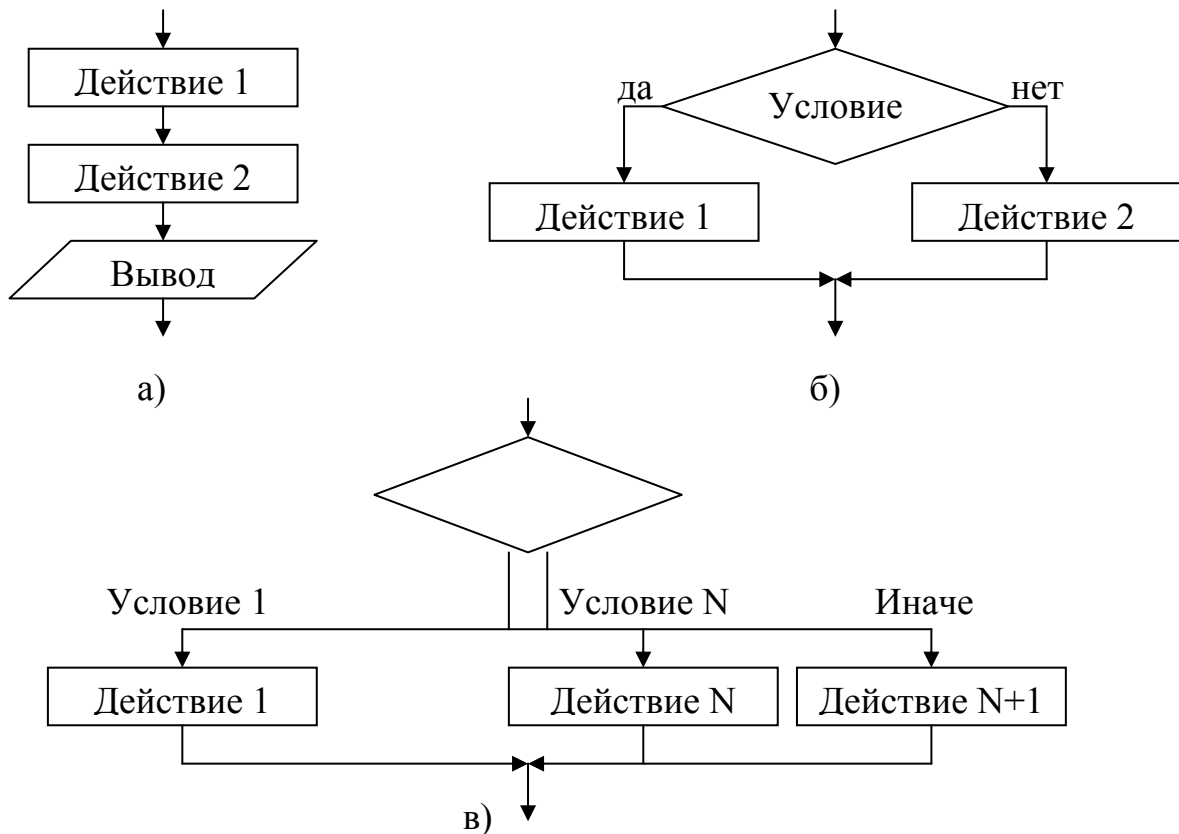 Действие 1
Действие 2
Вывод
а)
да
Условие
нет
Действие 1
Действие 2
б)
Условие 1
Условие N
Иначе
Действие 1
Действие N
Действие N+1
в)